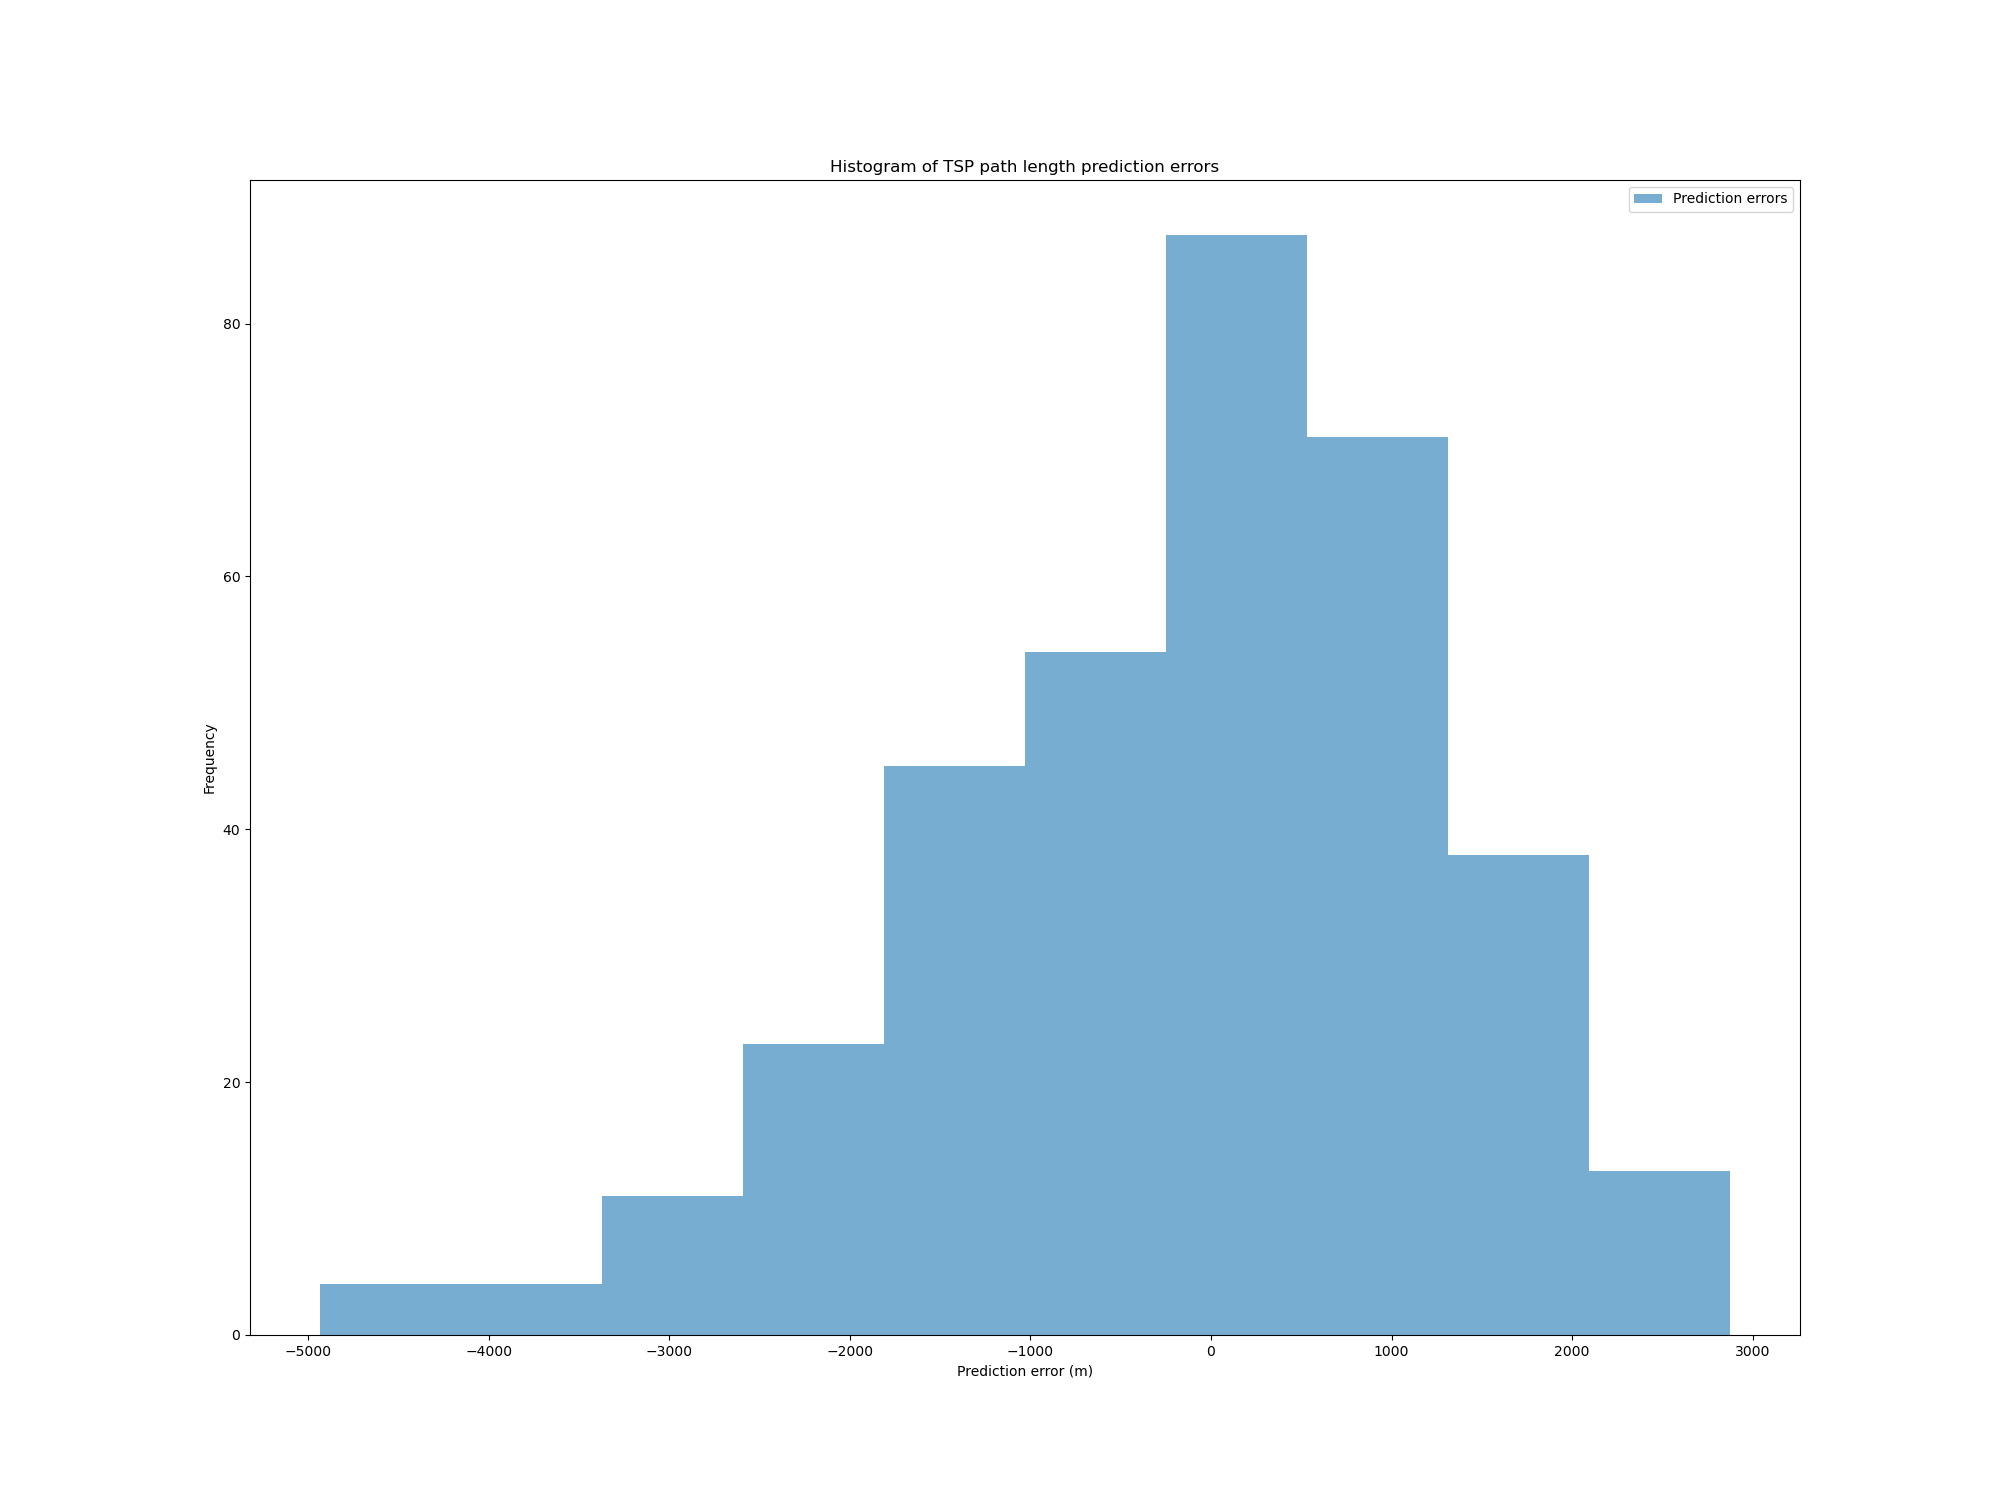 Histogram of TSP path length prediction errors
Prediction errors
80
60
40
20
0
Frequency
−5000 −4000 −3000 −2000 −1000 0 1000 2000 3000
Prediction error (m)